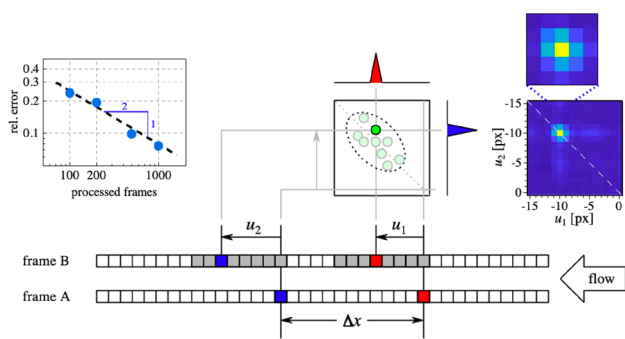 0.4
0.3
0.2
0.1
rel. error
2
1
100
200
500
1000
processed frames
-15
-10
-5
0
u₂ [px]
-15
-10
-5
0
u₁ [px]
u₂
u₁
frame B
frame A
Δx
flow